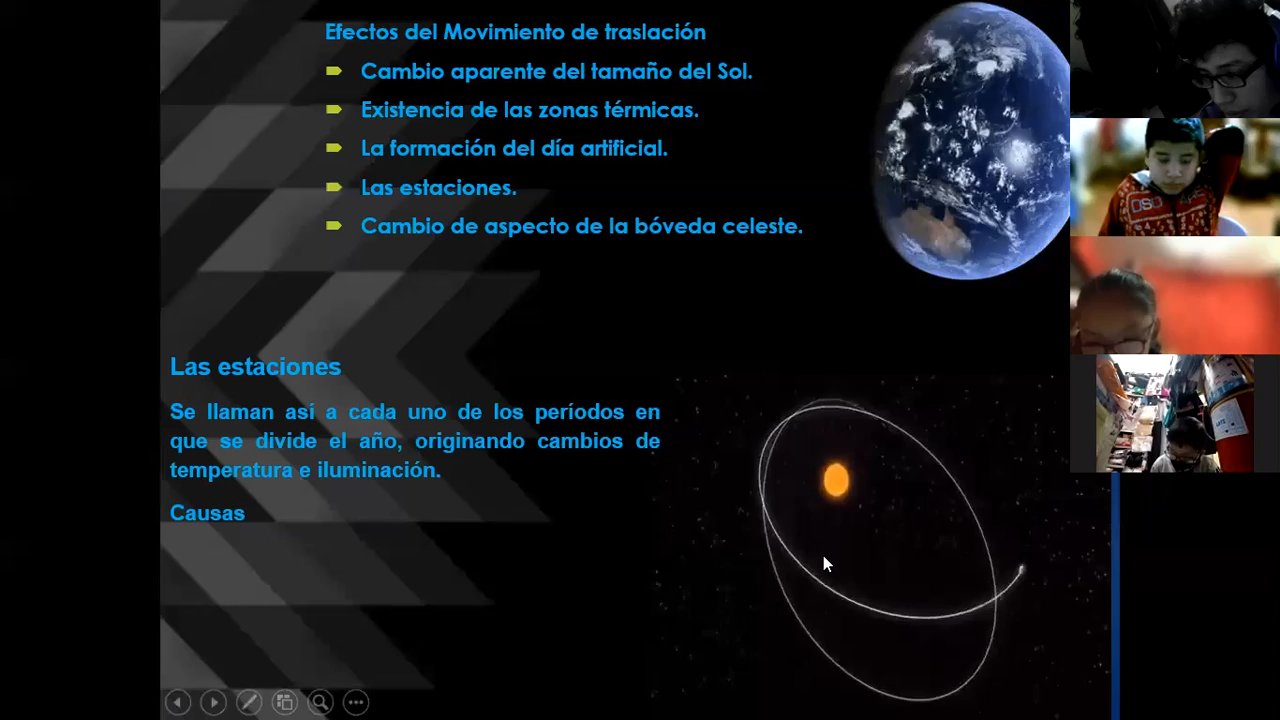 Efectos del Movimiento de traslación
Cambio aparente del tamaño del Sol.
Existencia de las zonas térmicas.
La formación del día artificial.
Las estaciones.
Cambio de aspecto de la bóveda celeste.
Las estaciones
Se llaman así a cada uno de los períodos en
que se divide el año, originando cambios de
temperatura e iluminación.
Causas